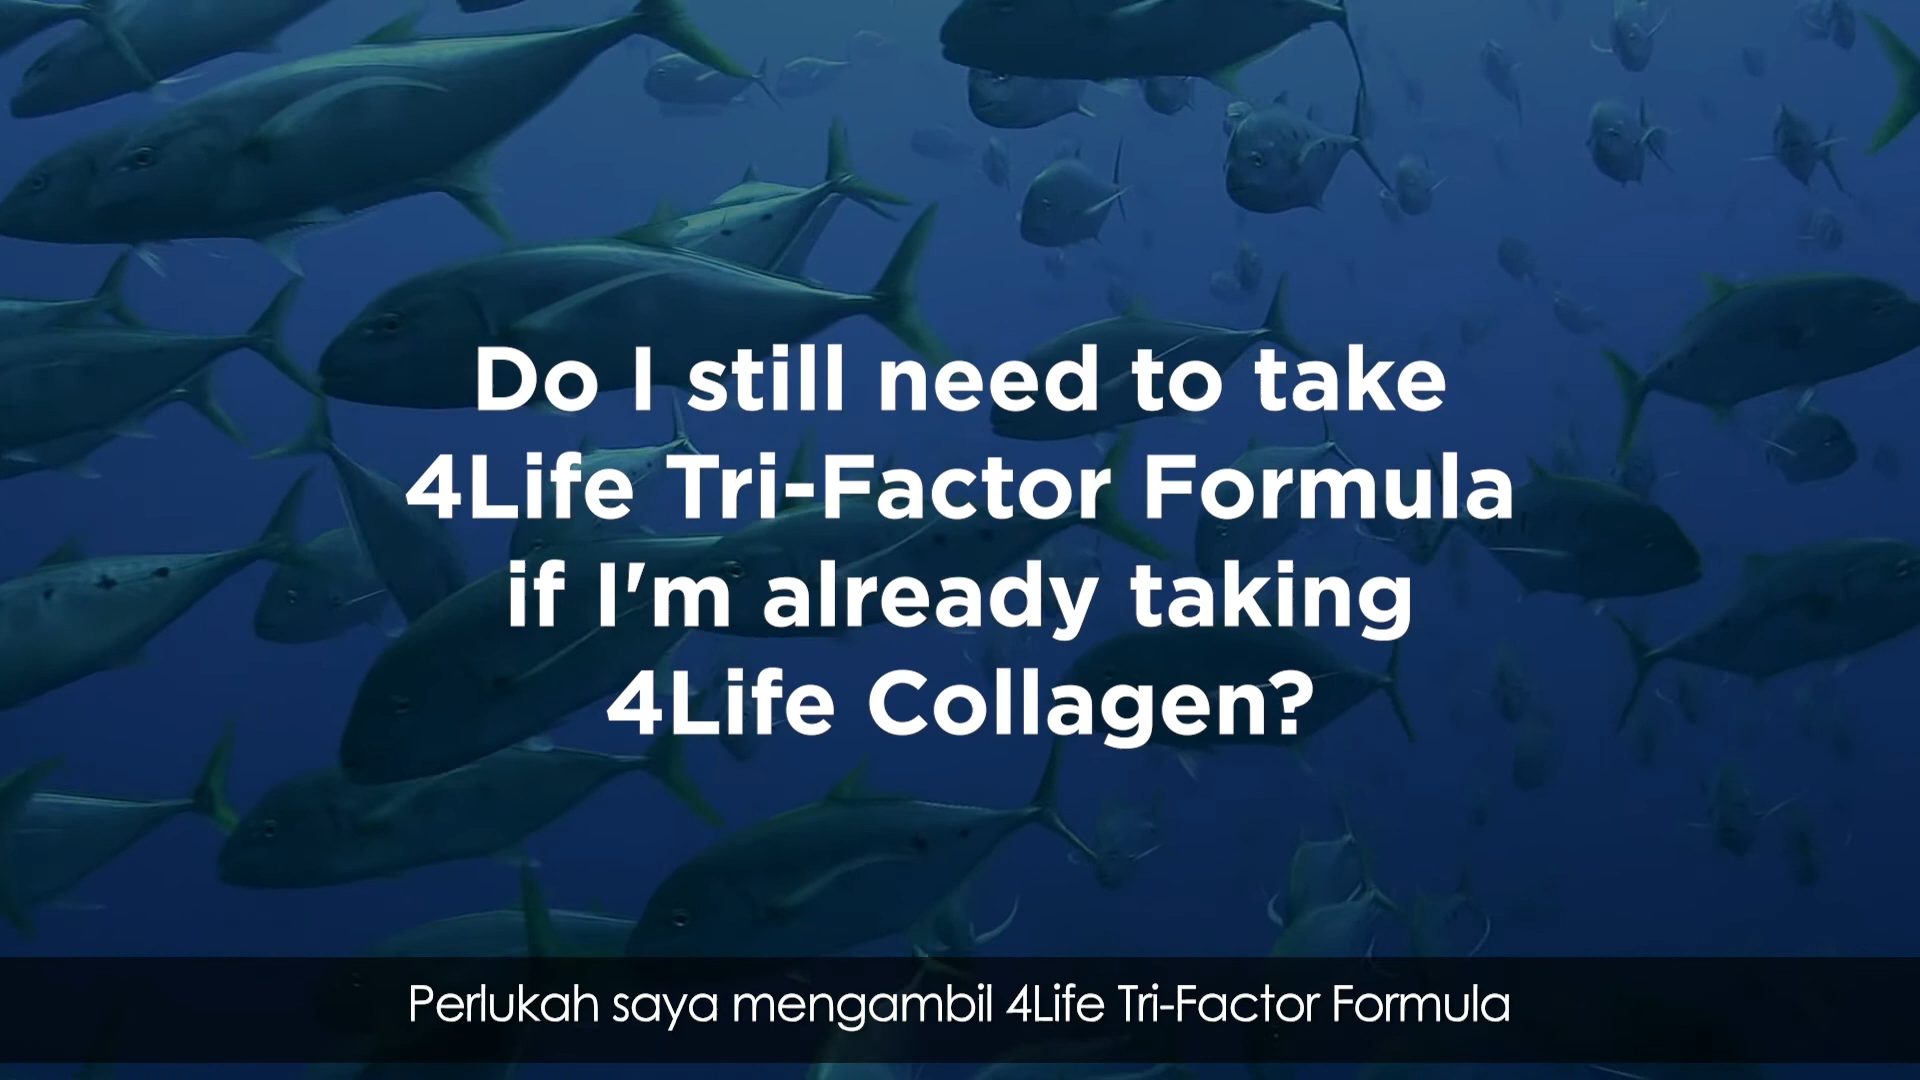 Do I still need to take
4Life Tri-Factor Formula
if I'm already taking
4Life Collagen?
Perlukah saya mengambil 4Life Tri-Factor Formula